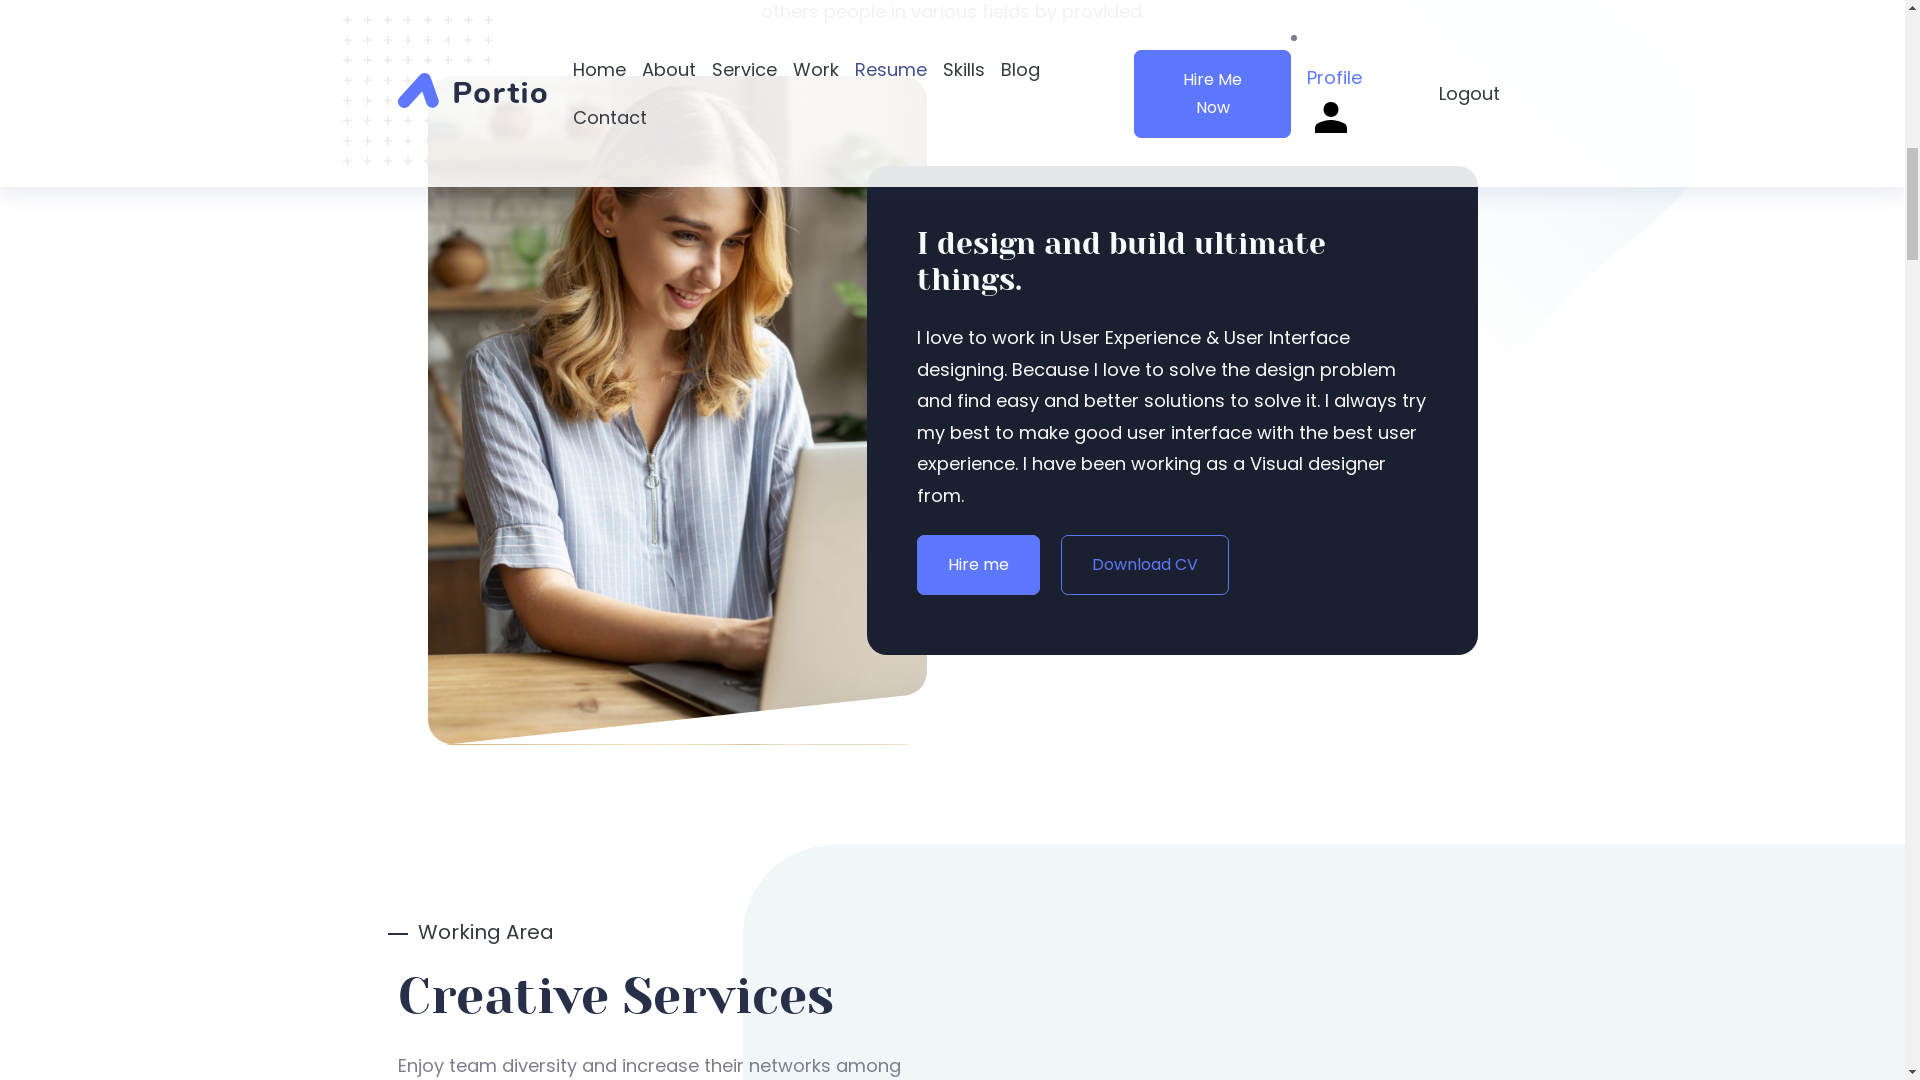 others people in various fields by provided.
Portio
Home About Service Work Resume Skills Blog
Contact
Hire Me
Now
Profile
Logout
I design and build ultimate
things.
I love to work in User Experience & User Interface
designing. Because I love to solve the design problem
and find easy and better solutions to solve it. I always try
my best to make good user interface with the best user
experience. I have been working as a Visual designer
from.
Hire me
Download CV
Working Area
Creative Services
Enjoy team diversity and increase their networks among